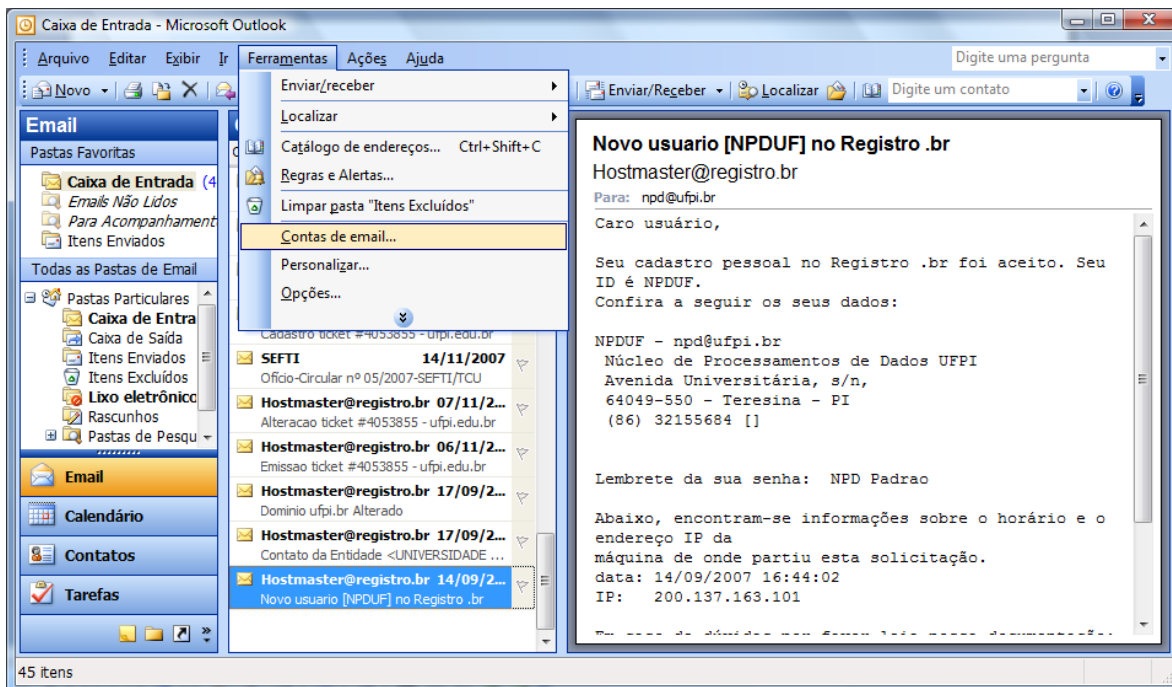 Caixa de Entrada - Microsoft Outlook
Arquivo Editar Exibir Ir Ferramentas Ações Ajuda
Digite uma pergunta
Novo
Enviar/Receber
Localizar
Digite um contato
Enviar/receber
Localizar
Catálogo de endereços... Ctrl+Shift+C
Regras e Alertas...
Limpar pasta "Itens Excluídos"
Contas de email...
Personalizar...
Opções...
Email
Pastas Favoritas
Caixa de Entrada (4
Emails Não Lidos
Para Acompanhament
Itens Enviados
Todas as Pastas de Email
Pastas Particulares
Caixa de Entra
Caixa de Saída
Itens Enviados
Itens Excluídos
Lixo eletrônico
Rascunhos
Pastas de Pesqu
Email
Calendário
Contatos
Tarefas
Cadastro ticket #4053855 - ufpi.edu.br
SEFTI 14/11/2007
Ofício-Circular nº 05/2007-SEFTI/TCU
Hostmaster@registro.br 07/11/2...
Alteracao ticket #4053855 - ufpi.edu.br
Hostmaster@registro.br 06/11/2...
Emissao ticket #4053855 - ufpi.edu.br
Hostmaster@registro.br 17/09/2...
Dominio ufpi.br Alterado
Hostmaster@registro.br 17/09/2...
Contato da Entidade <UNIVERSIDADE ...
Hostmaster@registro.br 14/09/2...
Novo usuario [NPDUF] no Registro .br
Novo usuario [NPDUF] no Registro .br
Hostmaster@registro.br
Para: npd@ufpi.br
Caro usuário,
Seu cadastro pessoal no Registro .br foi aceito. Seu
ID é NPDUF.
Confira a seguir os seus dados:
NPDUF - npd@ufpi.br
Núcleo de Processamentos de Dados UFPI
Avenida Universitária, s/n,
64049-550 - Teresina - PI
(86) 32155684 []
Lembrete da sua senha: NPD Padrao
Abaixo, encontram-se informações sobre o horário e o
endereço IP da
máquina de onde partiu esta solicitação.
data: 14/09/2007 16:44:02
IP: 200.137.163.101
45 itens